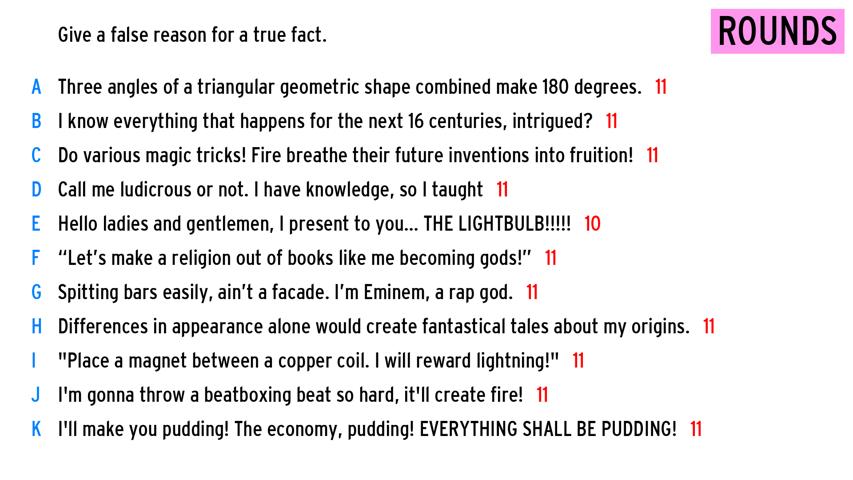 Give a false reason for a true fact.
ROUNDS
A Three angles of a triangular geometric shape combined make 180 degrees. 11
B I know everything that happens for the next 16 centuries, intrigued? 11
C Do various magic tricks! Fire breathe their future inventions into fruition! 11
D Call me ludicrous or not. I have knowledge, so I taught 11
E Hello ladies and gentlemen, I present to you... THE LIGHTBULB!!!!! 10
F “Let’s make a religion out of books like me becoming gods!” 11
G Spitting bars easily, ain’t a facade. I’m Eminem, a rap god. 11
H Differences in appearance alone would create fantastical tales about my origins. 11
I "Place a magnet between a copper coil. I will reward lightning!" 11
J I'm gonna throw a beatboxing beat so hard, it'll create fire! 11
K I'll make you pudding! The economy, pudding! EVERYTHING SHALL BE PUDDING! 11